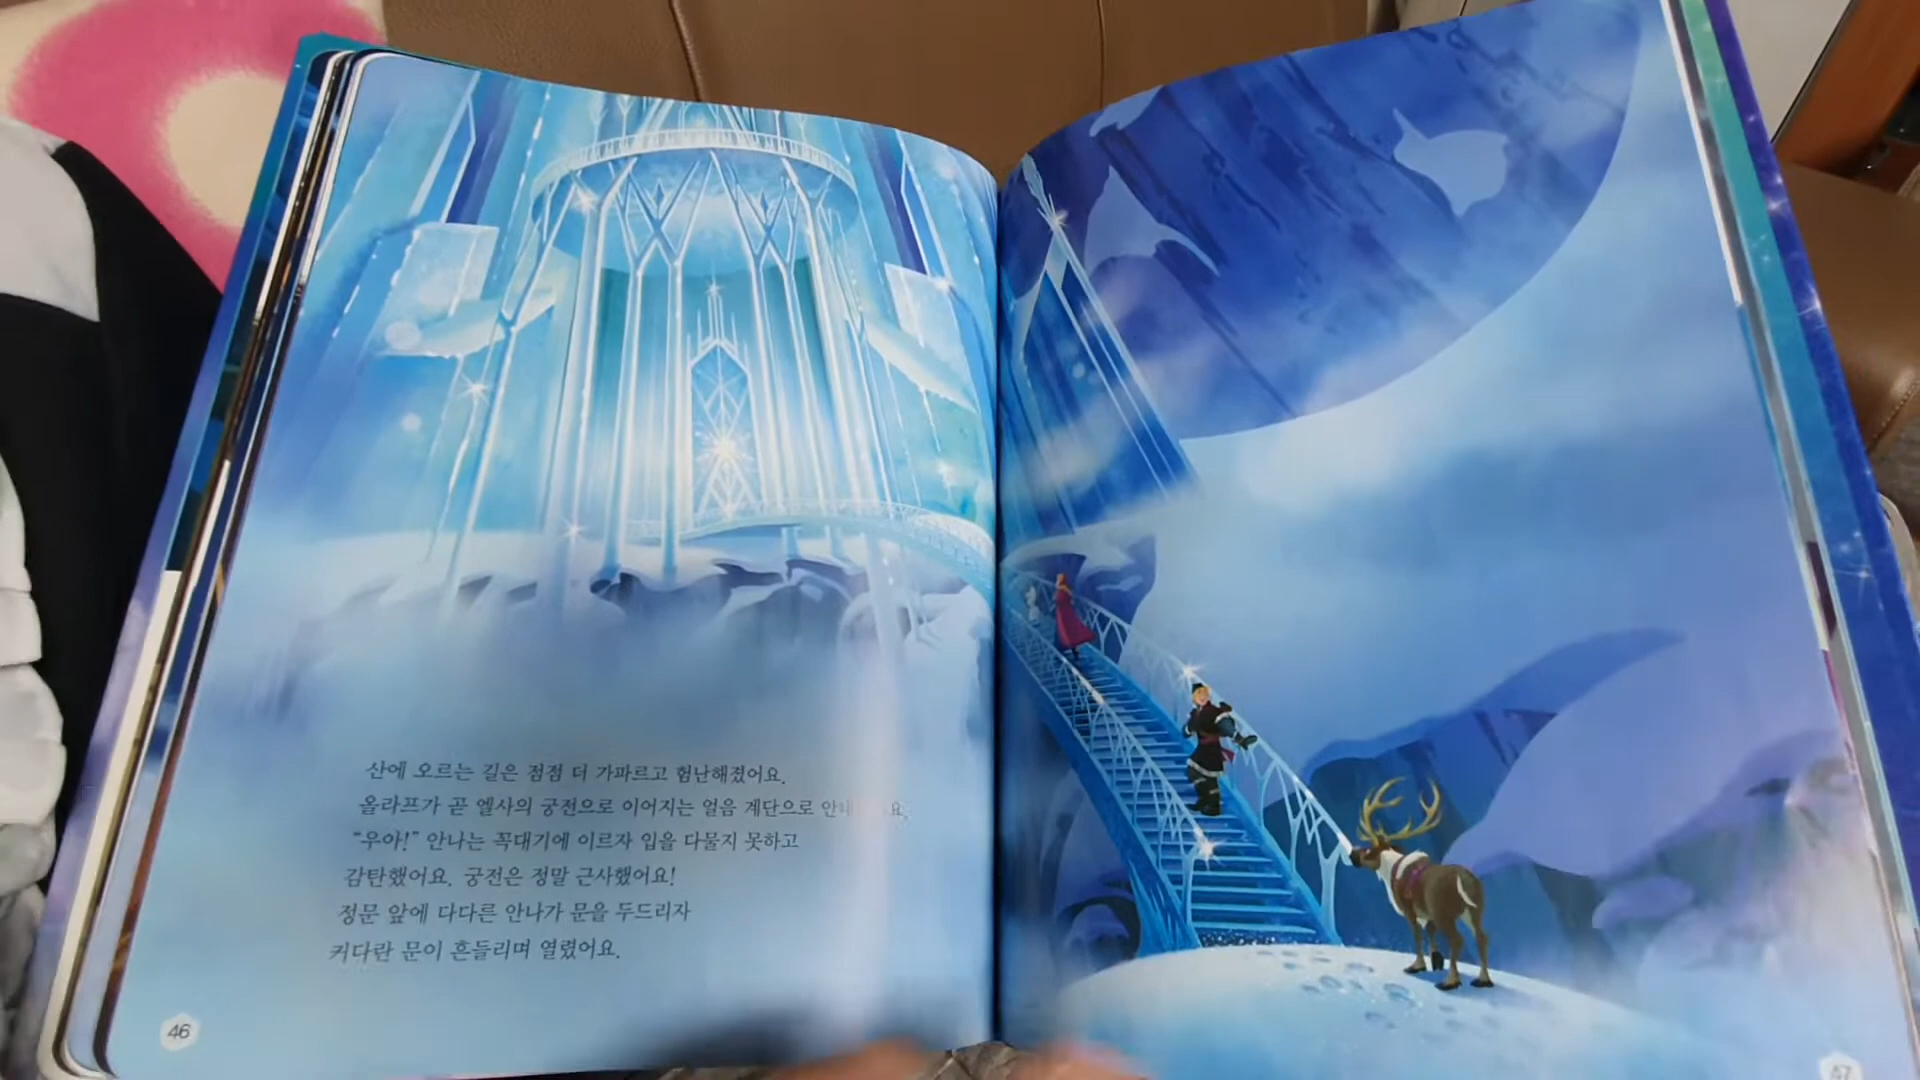 산에 오르는 길은 점점 더 가파르고 험난해졌어요.
올라프가 곧 엘사의 궁전으로 이어지는 얼음 계단으로
“우아!” 안나는 꼭대기에 이르자 입을 다물지 못하고
감탄했어요. 궁전은 정말 근사했어요!
정문 앞에 다다른 안나가 문을 두드리자
커다란 문이 흔들리며 열렸어요.
46
47